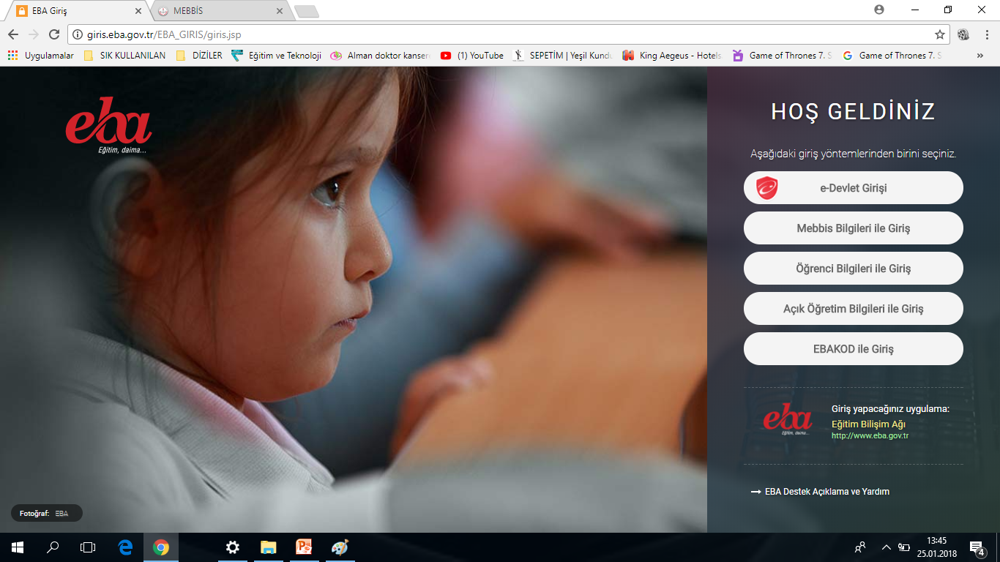 EBA Giriş
MEBBİS
giris.eba.gov.tr/EBA_GIRIS/giris.jsp
Uygulamalar
SIK KULLANILAN
DİZİLER
Eğitim ve Teknoloji
Alman doktor kanser
(1) YouTube
SEPETİM | Yeşil Kund
King Aegeus - Hotels
Game of Thrones 7. S
Game of Thrones 7. S
»
eba
Eğitim, daima...
HOŞ GELDİNİZ
Aşağıdaki giriş yöntemlerinden birini seçiniz.
e-Devlet Girişi
Mebbis Bilgileri ile Giriş
Öğrenci Bilgileri ile Giriş
Açık Öğretim Bilgileri ile Giriş
EBAKOD ile Giriş
eba
Eğitim, daima...
Giriş yapacağınız uygulama:
Eğitim Bilişim Ağı
http://www.eba.gov.tr
EBA Destek Açıklama ve Yardım
Fotoğraf: EBA
13:45
25.01.2018
4